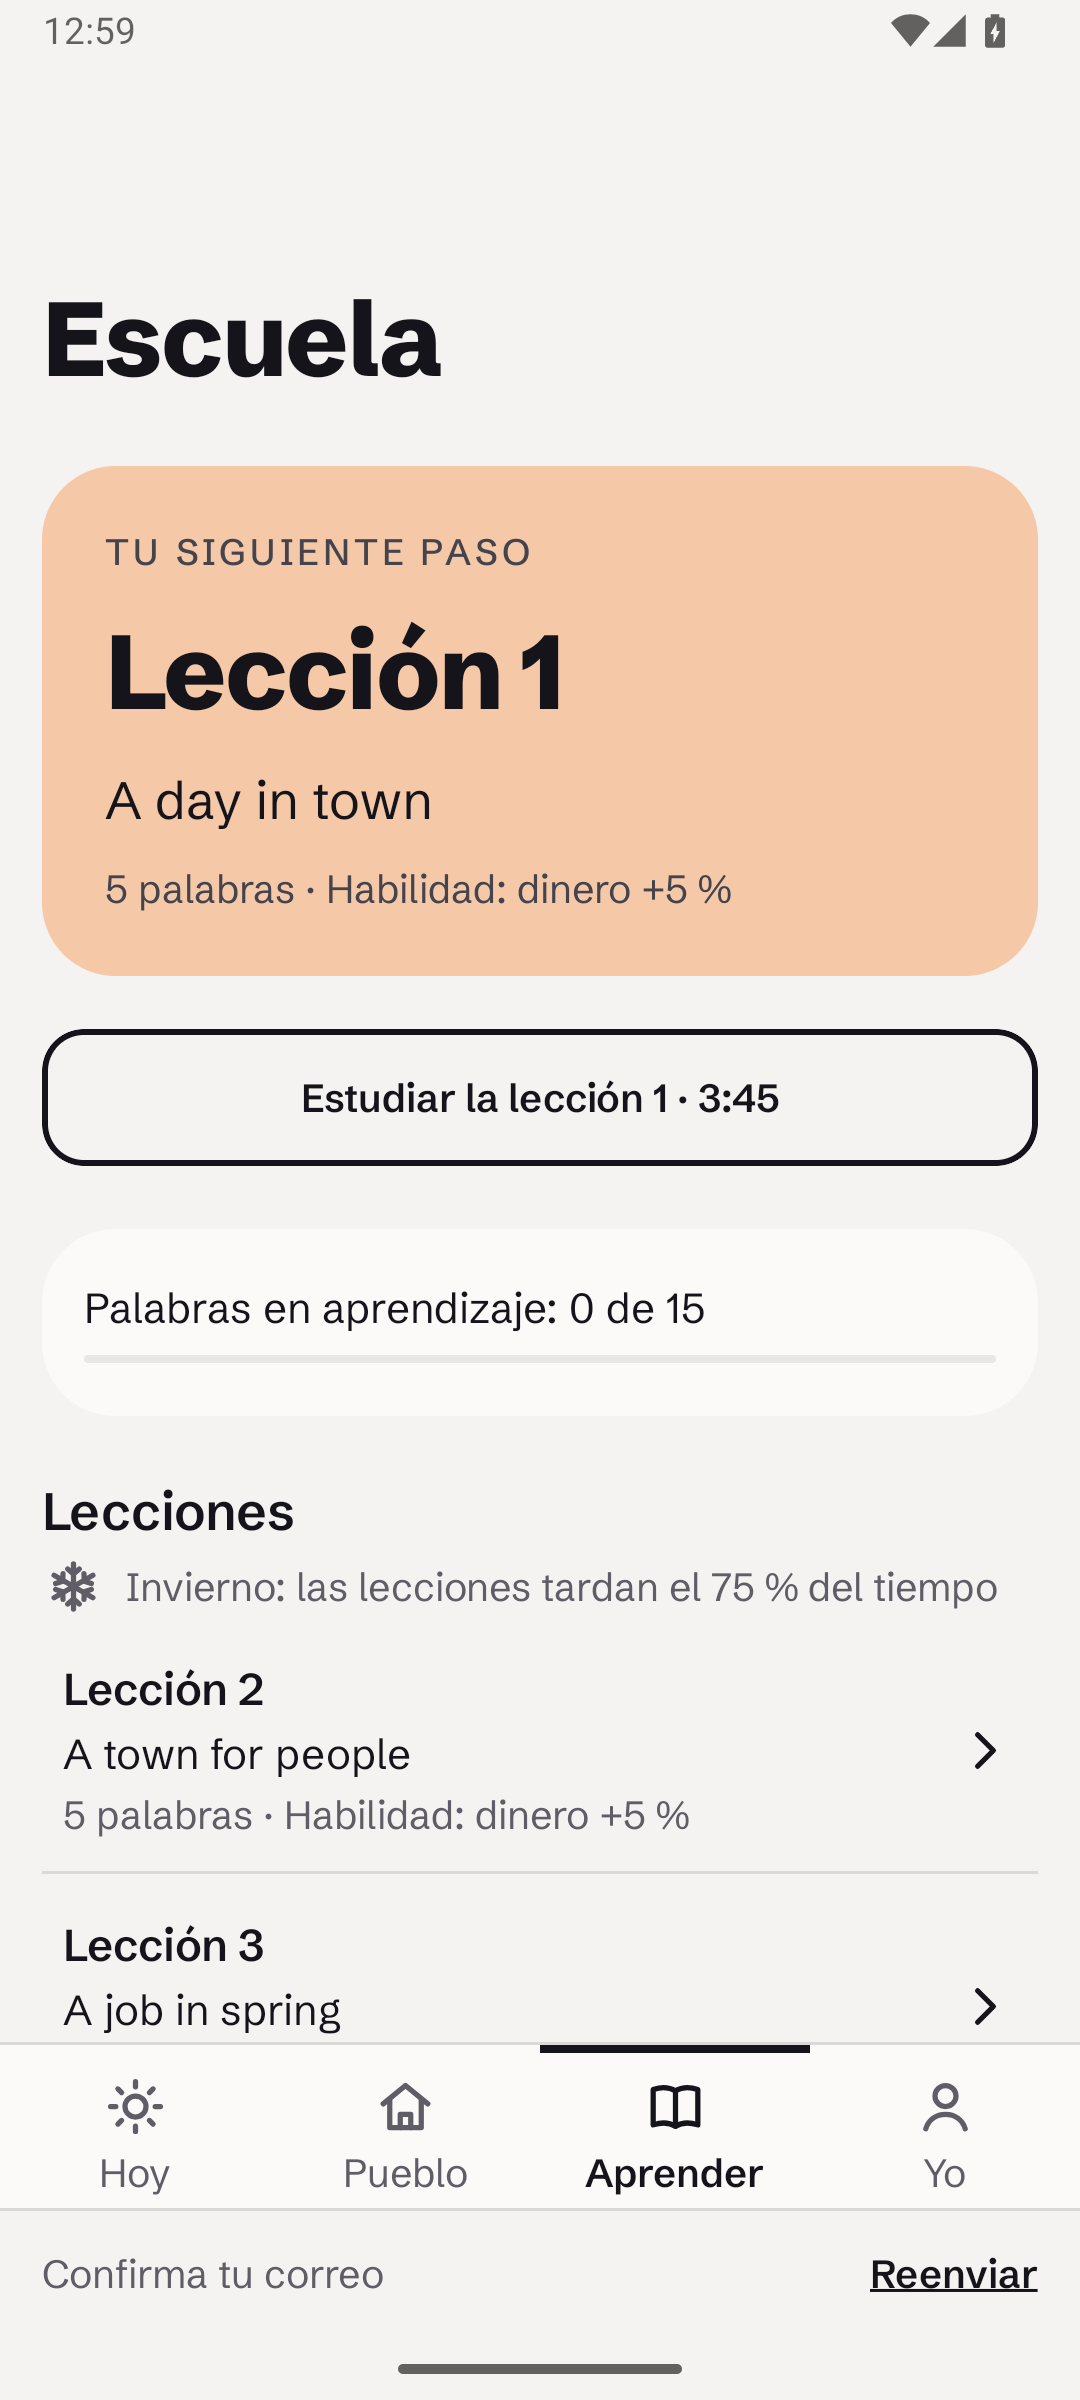 12:59
Escuela
TU SIGUIENTE PASO
Lección 1
A day in town
5 palabras · Habilidad: dinero +5 %
Estudiar la lección 1 · 3:45
Palabras en aprendizaje: 0 de 15
Lecciones
Invierno: las lecciones tardan el 75 % del tiempo
Lección 2
A town for people
5 palabras · Habilidad: dinero +5 %
Lección 3
A job in spring
Hoy
Pueblo
Aprender
Yo
Confirma tu correo
Reenviar